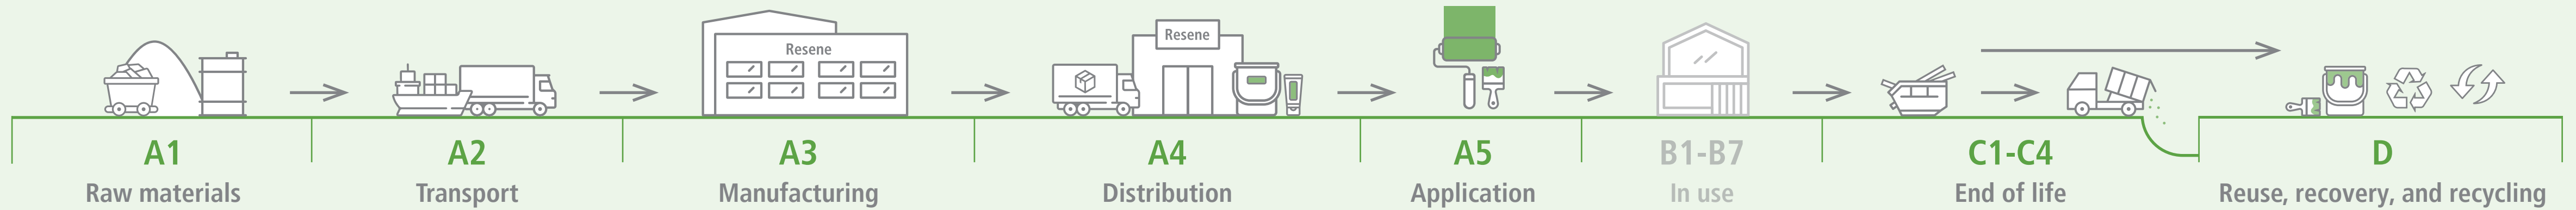 Resene
Resene
A1
A2
A3
A4
A5
B1-B7
C1-C4
D
Raw materials
Transport
Manufacturing
Distribution
Application
In use
End of life
Reuse, recovery, and recycling